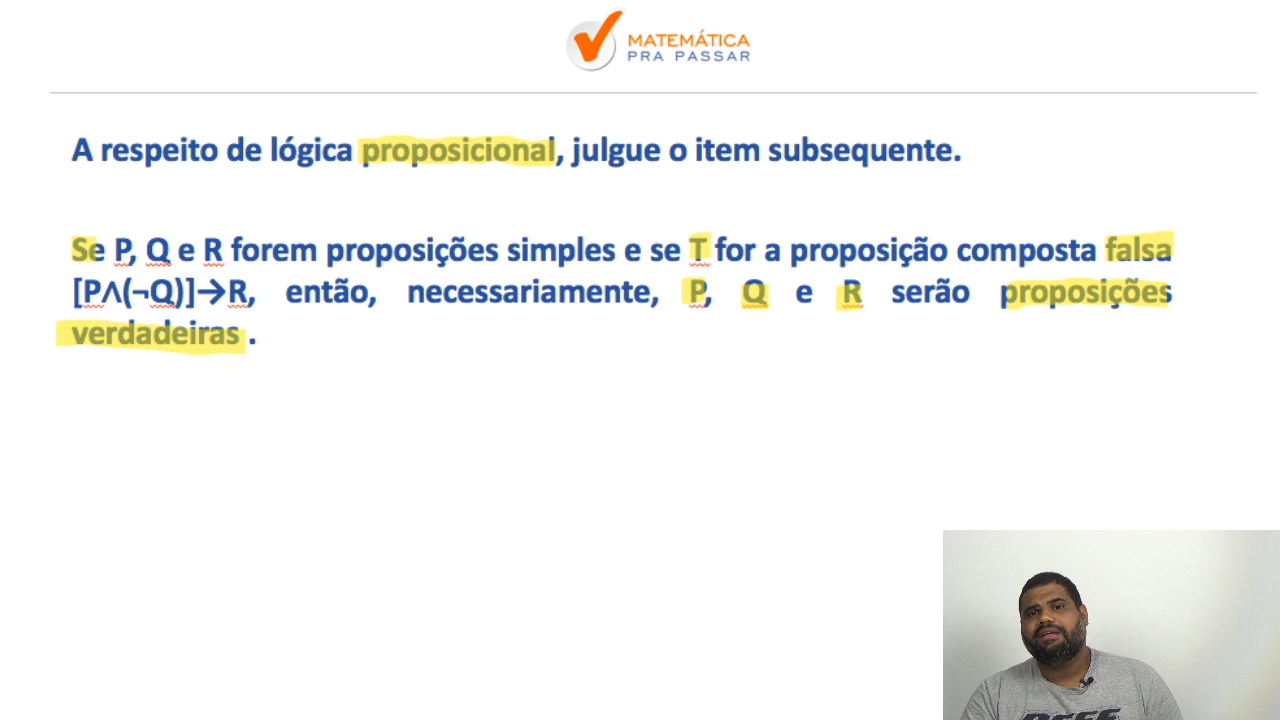 MATEMÁTICA
PRA PASSAR
A respeito de lógica proposicional, julgue o item subsequente.
Se P, Q e R forem proposições simples e se T for a proposição composta falsa
[P∧(¬Q)]→R, então, necessariamente, P, Q e R serão proposições
verdadeiras .